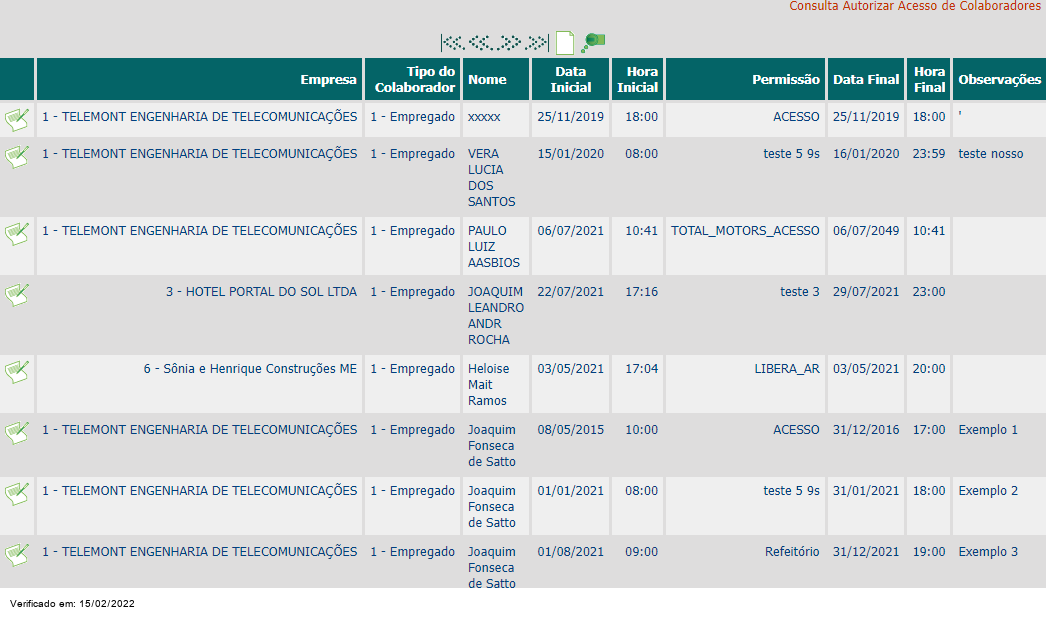 Consulta Autorizar Acesso de Colaboradores
Empresa Tipo do Colaborador Nome Data Inicial Hora Inicial Permissão Data Final Hora Final Observações
1 - TELEMONT ENGENHARIA DE TELECOMUNICAÇÕES 1 - Empregado xxxxx 25/11/2019 18:00 ACESSO 25/11/2019 18:00 '
1 - TELEMONT ENGENHARIA DE TELECOMUNICAÇÕES 1 - Empregado VERA 15/01/2020 08:00 teste 5 9s 16/01/2020 23:59 teste nosso
LUCIA
DOS
SANTOS
1 - TELEMONT ENGENHARIA DE TELECOMUNICAÇÕES 1 - Empregado PAULO 06/07/2021 10:41 TOTAL_MOTORS_ACESSO 06/07/2049 10:41
LUIZ
AASBIOS
3 - HOTEL PORTAL DO SOL LTDA 1 - Empregado JOAQUIM 22/07/2021 17:16 teste 3 29/07/2021 23:00
LEANDRO
ANDR
ROCHA
6 - Sônia e Henrique Construções ME 1 - Empregado Heloise 03/05/2021 17:04 LIBERA_AR 03/05/2021 20:00
Mait
Ramos
1 - TELEMONT ENGENHARIA DE TELECOMUNICAÇÕES 1 - Empregado Joaquim 08/05/2015 10:00 ACESSO 31/12/2016 17:00 Exemplo 1
Fonseca
de Satto
1 - TELEMONT ENGENHARIA DE TELECOMUNICAÇÕES 1 - Empregado Joaquim 01/01/2021 08:00 teste 5 9s 31/01/2021 18:00 Exemplo 2
Fonseca
de Satto
1 - TELEMONT ENGENHARIA DE TELECOMUNICAÇÕES 1 - Empregado Joaquim 01/08/2021 09:00 Refeitório 31/12/2021 19:00 Exemplo 3
Fonseca
de Satto
Verificado em: 15/02/2022